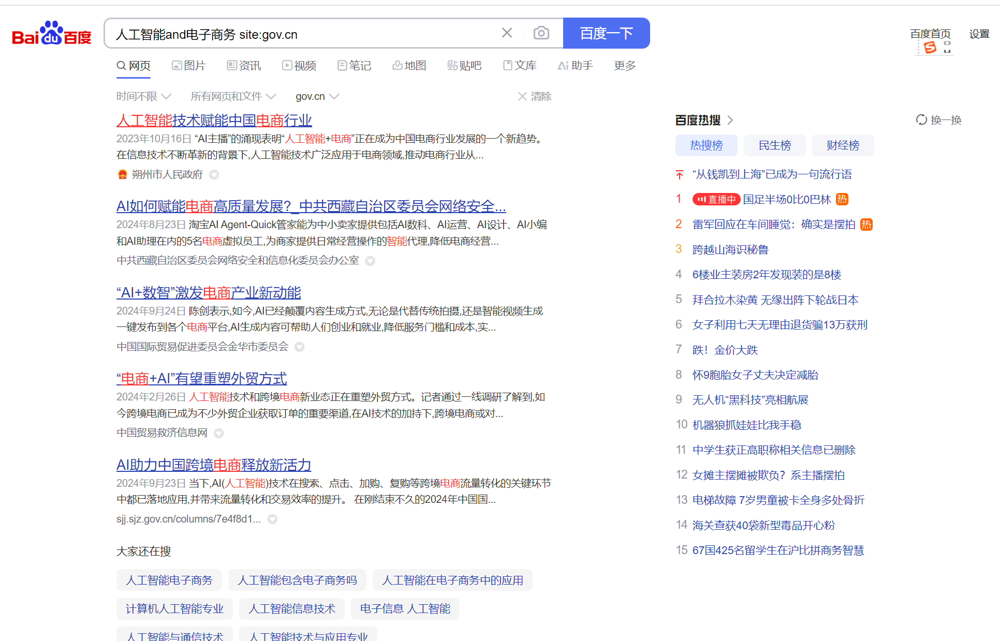 Bai du 百度
人工智能and电子商务 site:gov.cn
百度一下
百度首页
设置
网页
图片
资讯
视频
笔记
地图
贴 贴吧
文库
Ai 助手
更多
时间不限
所有网页和文件
gov.cn
清除
人工智能技术赋能中国电商行业
2023年10月16日 “AI主播”的涌现表明“人工智能+电商”正在成为中国电商行业发展的一个新趋势。
在信息技术不断革新的背景下,人工智能技术广泛应用于电商领域,推动电商行业从...
朔州市人民政府
AI如何赋能电商高质量发展?_中共西藏自治区委员会网络安全...
2024年8月23日 淘宝AI Agent-Quick管家能为中小卖家提供包括AI数科、AI运营、AI设计、AI小编
和AI助理在内的5名电商虚拟员工,为商家提供日常经营操作的智能代理,降低电商经营...
中共西藏自治区委员会网络安全和信息化委员会办公室
“AI+数智”激发电商产业新动能
2024年9月24日 陈剑表示,如今,AI已经颠覆内容生成方式,无论是代替传统拍摄,还是智能视频生成
一键发布到各个电商平台,AI生成内容可帮助人们创业和就业,降低服务门槛和成本,实...
中国国际贸易促进委员会金华市委员会
“电商+AI”有望重塑外贸方式
2024年2月26日 人工智能技术和跨境电商新业态正在重塑外贸方式。记者通过一线调研了解到,如
今跨境电商已成为不少外贸企业获取订单的重要渠道,在AI技术的加持下,跨境电商或对...
中国贸易救济信息网
AI助力中国跨境电商释放新活力
2024年9月23日 当下,AI(人工智能)技术在搜索、点击、加购、复购等跨境电商流量转化的关键环节
中都已落地应用,并带来流量转化和交易效率的提升。 在刚结束不久的2024年中国国...
sjj.sjz.gov.cn/columns/7e4f8d1...
大家还在搜
人工智能电子商务
人工智能包含电子商务吗
人工智能在电子商务中的应用
计算机人工智能专业
人工智能信息技术
电子信息 人工智能
人工智能与通信技术
人工智能技术与应用专业
百度热搜
换一换
热搜榜
民生榜
财经榜
“从钱凯到上海”已成为一句流行语
1 直播中 国足半场0比0巴林 热
2 雷军回应在车间睡觉：确实是摆拍 热
3 跨越山海识秘鲁
4 6楼业主装房2年发现装的是8楼
5 拜合拉木染黄 无缘出阵下轮战日本
6 女子利用七天无理由退货骗13万获刑
7 跌！金价大跌
8 怀9胞胎女子丈夫决定减胎
9 无人机“黑科技”亮相航展
10 机器狼抓娃娃比我手稳
11 中学生获正高职称相关信息已删除
12 女摊主摆摊被欺负？系主播摆拍
13 电梯故障 7岁男童被卡全身多处骨折
14 海关查获40袋新型毒品开心粉
15 67国425名留学生在沪比拼商务智慧